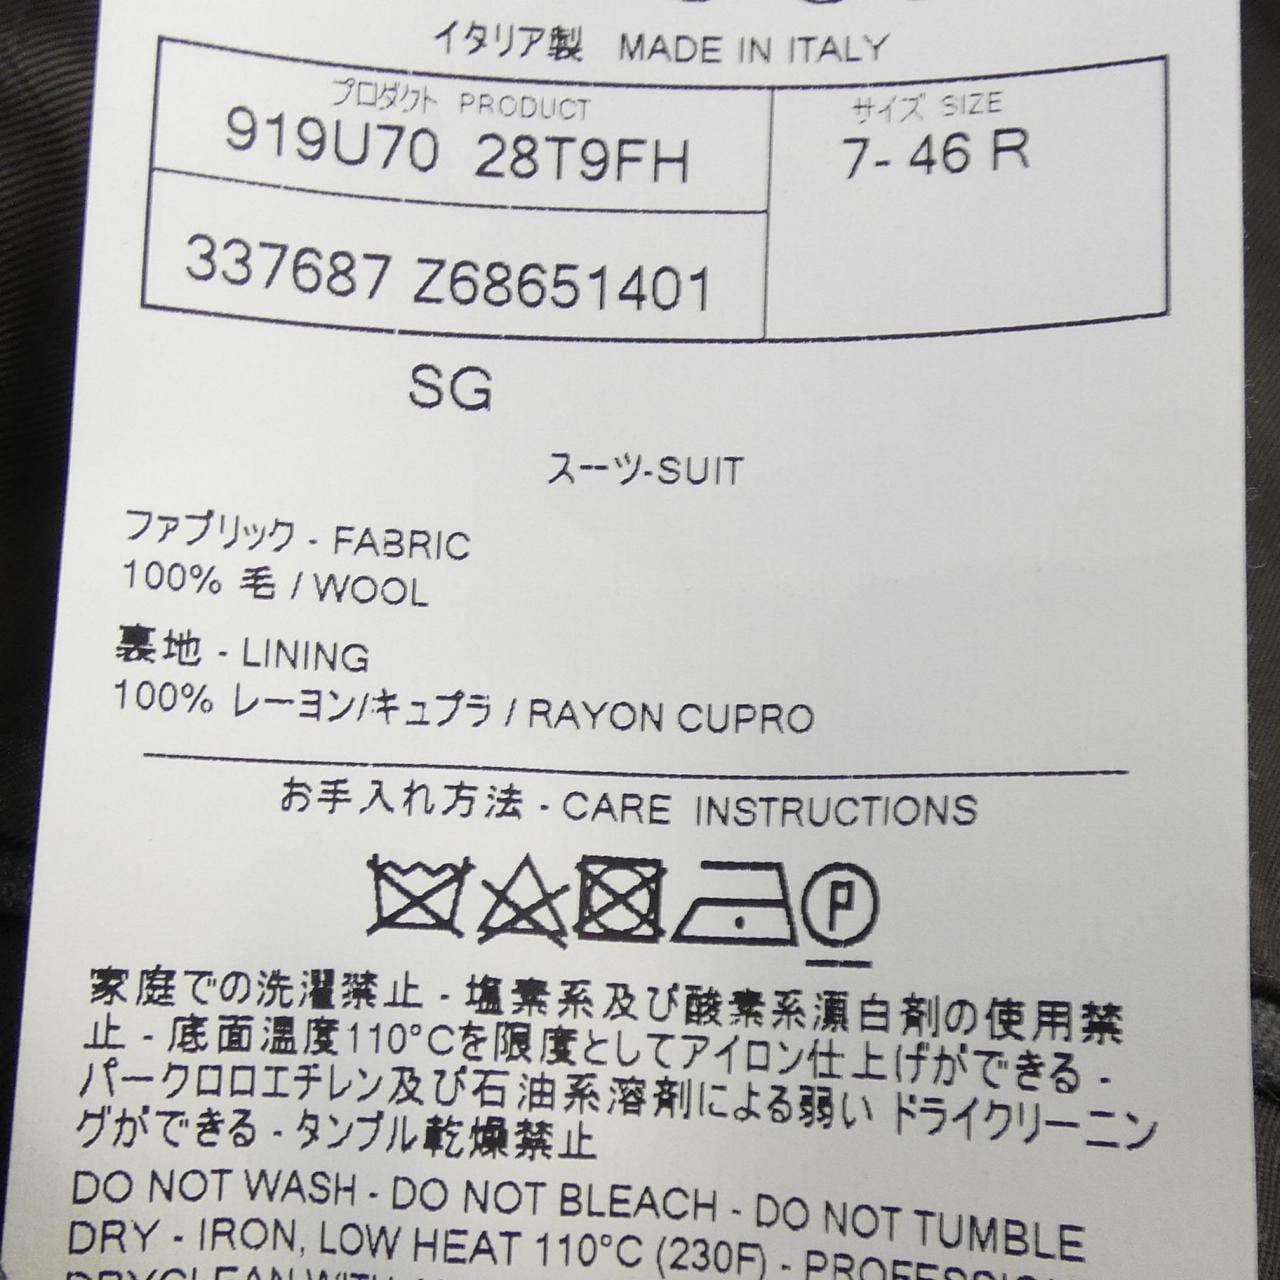 イタリア製 MADE IN ITALY
プロダクト PRODUCT
919U70 28T9FH
サイズ SIZE
7- 46 R
337687 Z68651401
SG
スーツ-SUIT
ファブリック - FABRIC
100% 毛 / WOOL
裏地 - LINING
100% レーヨン/キュプラ / RAYON CUPRO
お手入れ方法 - CARE INSTRUCTIONS
P
家庭での洗濯禁止 - 塩素系及び酸素系漂白剤の使用禁
止 - 底面温度110°Cを限度としてアイロン仕上げができる -
パークロロエチレン及び石油系溶剤による弱い ドライクリーニン
グができる - タンブル乾燥禁止
DO NOT WASH - DO NOT BLEACH - DO NOT TUMBLE
DRY - IRON, LOW HEAT 110°C (230F) -